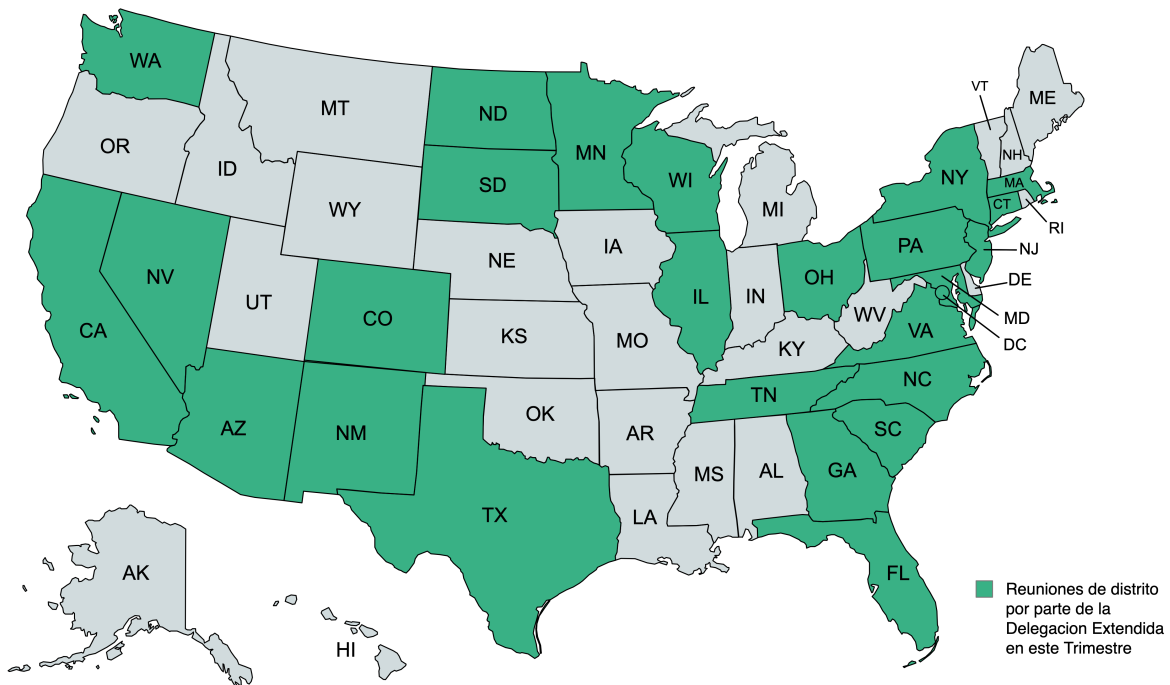 WA
MT
ND
MN
OR
ID
SD
WI
WY
MI
NY
VT
ME
NH
MA
CT
RI
NV
UT
NE
IA
PA
NJ
CA
CO
KS
MO
IL
IN
OH
WV
VA
DE
MD
DC
KY
AZ
NM
OK
AR
TN
NC
SC
TX
LA
MS
AL
GA
FL
AK
HI
Reuniones de distrito
por parte de la
Delegacion Extendida
en este Trimestre